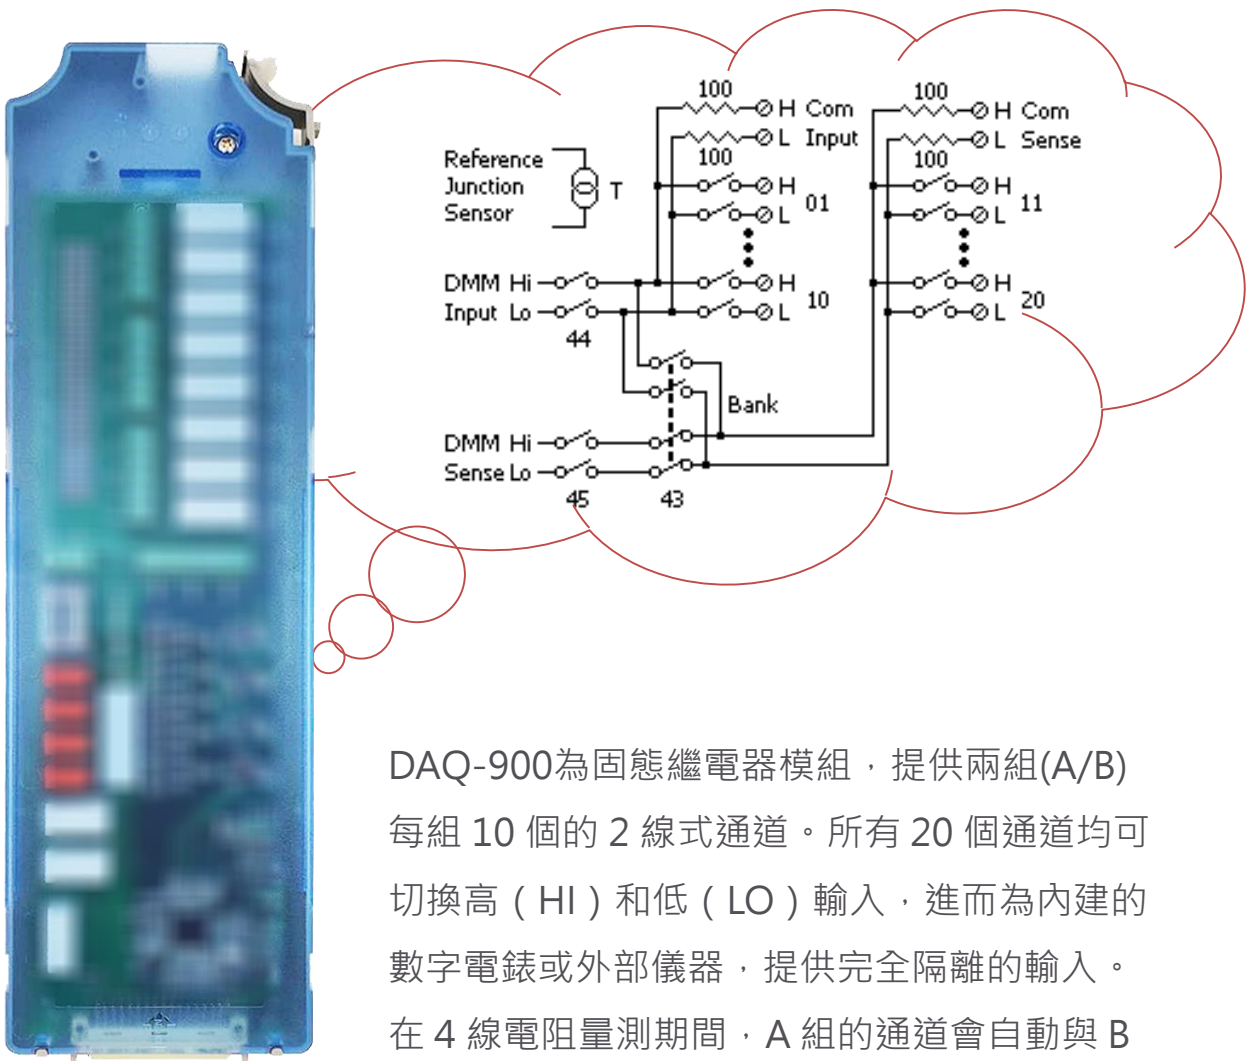 100
H Com
L Input
100
H
01
L
H
10
L
100
H Com
L Sense
100
H
11
L
H
20
L
Reference
Junction
Sensor
T
DMM Hi
Input Lo
44
Bank
DMM Hi
Sense Lo
45
43
DAQ-900為固態繼電器模組，提供兩組(A/B)
每組 10 個的 2 線式通道。所有 20 個通道均可
切換高（HI）和低（LO）輸入，進而為內建的
數字電錶或外部儀器，提供完全隔離的輸入。
在 4 線電阻量測期間，A 組的通道會自動與 B